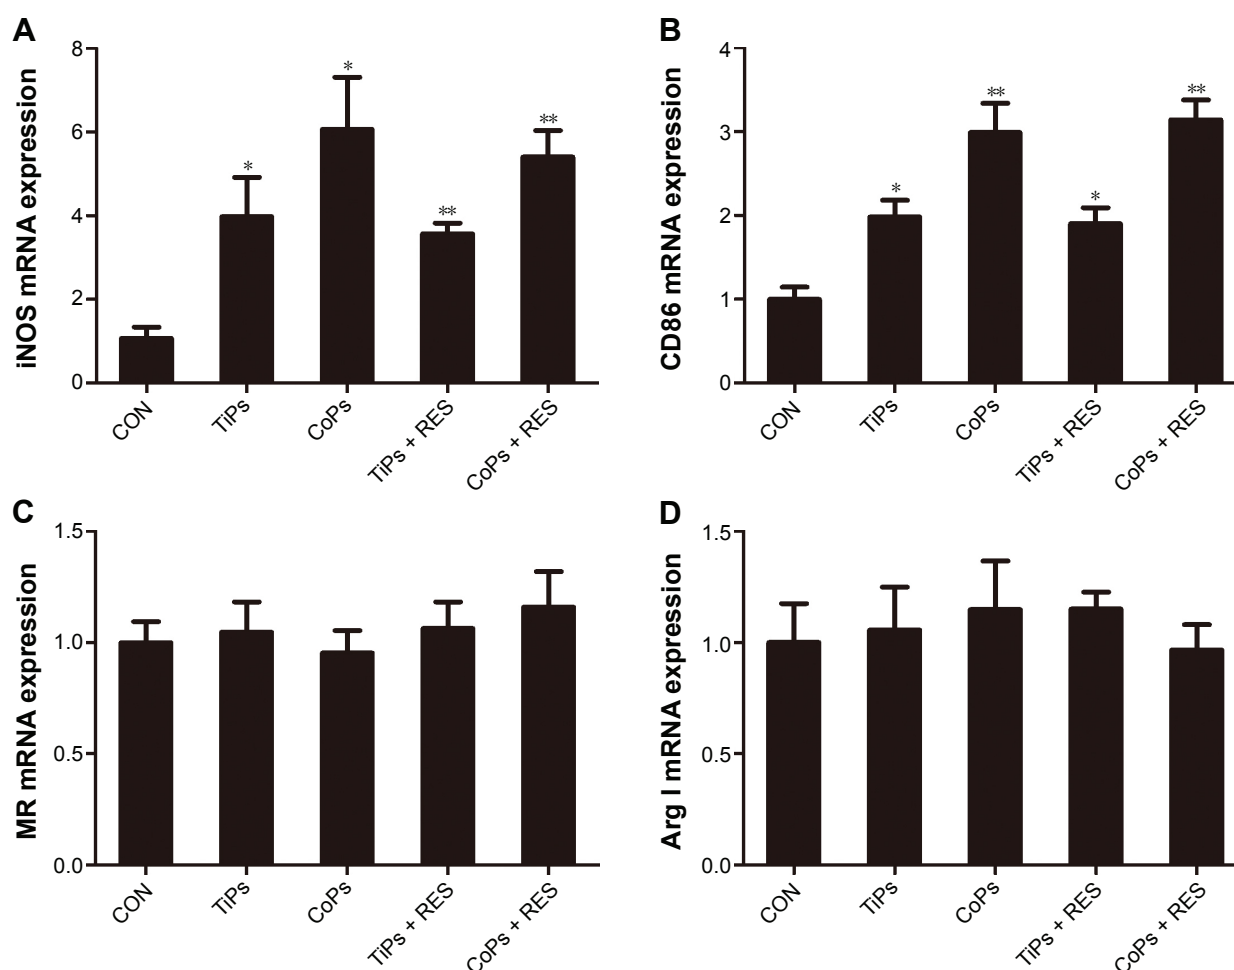 A
iNOS mRNA expression
8
6
4
2
0
*
*
**
**
CON
TiPs
CoPs
TiPs + RES
CoPs + RES
B
CD86 mRNA expression
4
3
2
1
0
*
**
*
**
CON
TiPs
CoPs
TiPs + RES
CoPs + RES
C
MR mRNA expression
1.5
1.0
0.5
0.0
CON
TiPs
CoPs
TiPs + RES
CoPs + RES
D
Arg I mRNA expression
1.5
1.0
0.5
0.0
CON
TiPs
CoPs
TiPs + RES
CoPs + RES